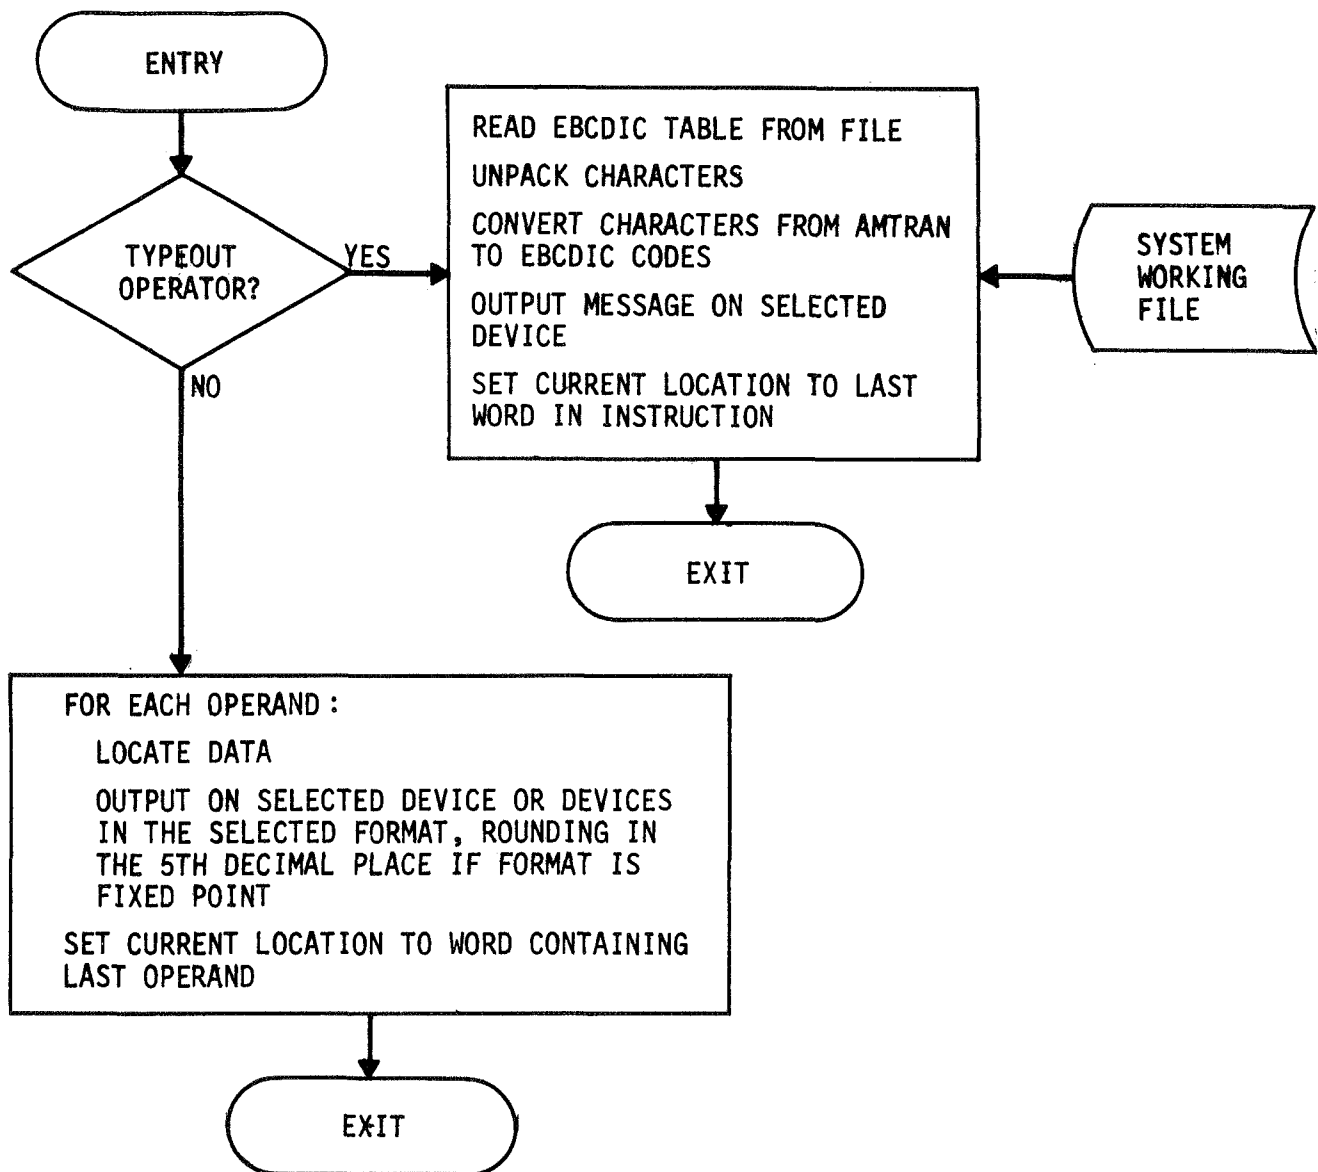 ENTRY
TYPEOUT
OPERATOR?
YES
NO
READ EBCDIC TABLE FROM FILE
UNPACK CHARACTERS
CONVERT CHARACTERS FROM AMTRAN
TO EBCDIC CODES
OUTPUT MESSAGE ON SELECTED
DEVICE
SET CURRENT LOCATION TO LAST
WORD IN INSTRUCTION
SYSTEM
WORKING
FILE
EXIT
FOR EACH OPERAND:
LOCATE DATA
OUTPUT ON SELECTED DEVICE OR DEVICES
IN THE SELECTED FORMAT, ROUNDING IN
THE 5TH DECIMAL PLACE IF FORMAT IS
FIXED POINT
SET CURRENT LOCATION TO WORD CONTAINING
LAST OPERAND
EXIT